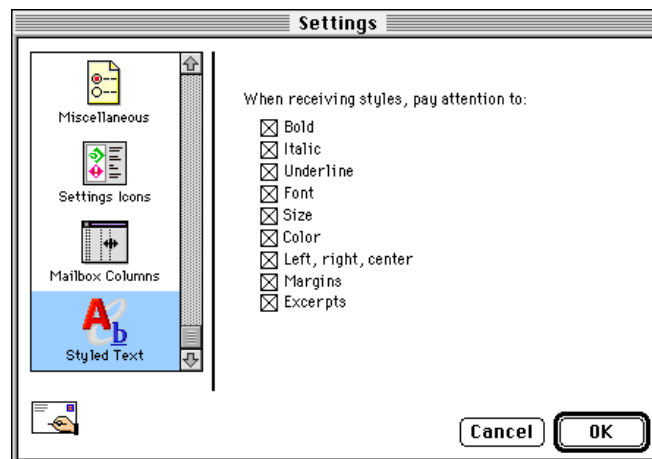 Settings
Miscellaneous
Settings Icons
Mailbox Columns
Styled Text
When receiving styles, pay attention to:
Bold
Italic
Underline
Font
Size
Color
Left, right, center
Margins
Excerpts
Cancel
OK